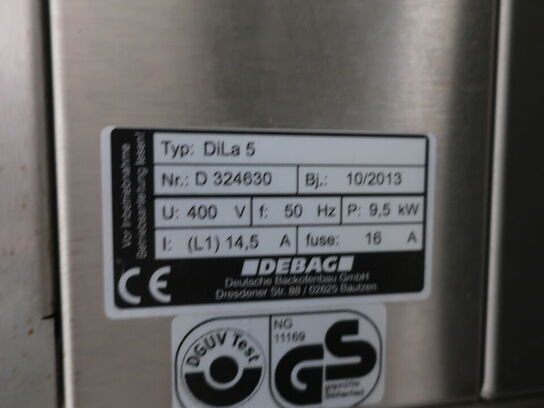 Vor Inbetriebnahme
Betriebsanleitung lesen!
Typ: DiLa 5
Nr.: D 324630 Bj.: 10/2013
U: 400 V f: 50 Hz P: 9,5 kW
I: (L1) 14,5 A fuse: 16 A
DEBAG
Deutsche Backofenbau GmbH
Dresdener Str. 88 / 02625 Bautzen
CE
DGUV Test
NG
11169
GS
geprüfte
Sicherheit